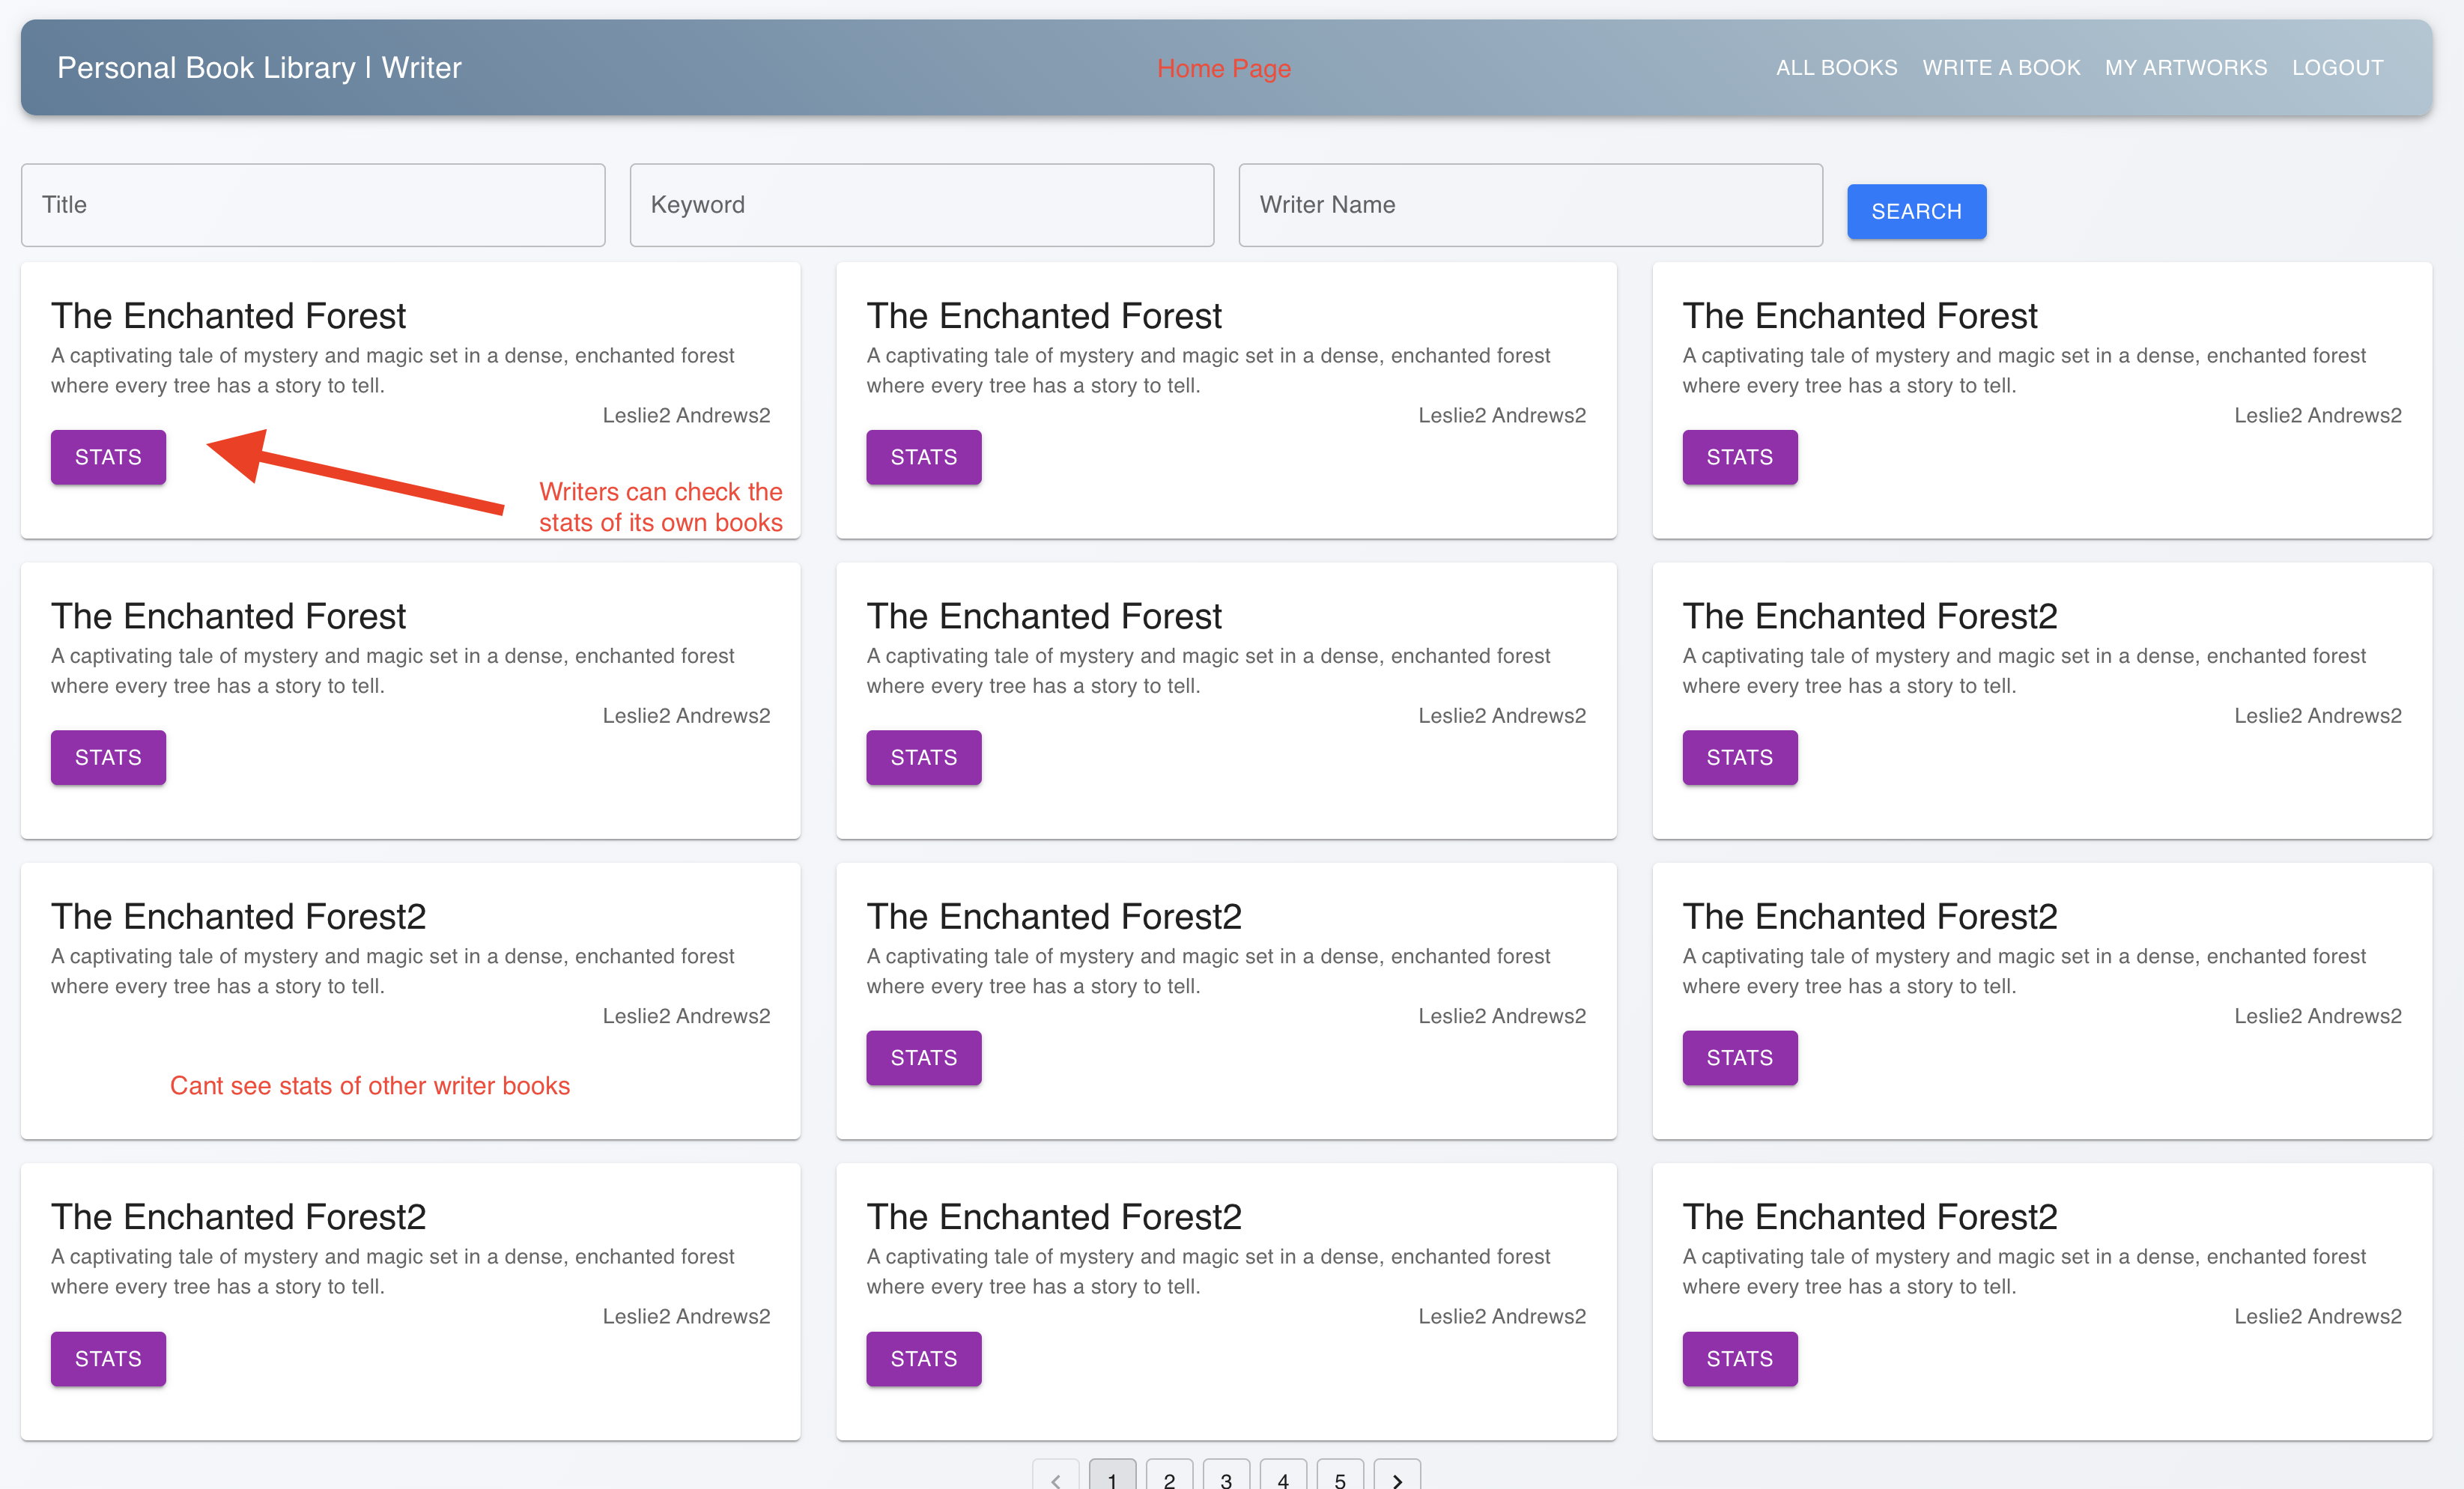 Personal Book Library | Writer
Home Page
ALL BOOKS WRITE A BOOK MY ARTWORKS LOGOUT
Title
Keyword
Writer Name
SEARCH
The Enchanted Forest
A captivating tale of mystery and magic set in a dense, enchanted forest
where every tree has a story to tell.
Leslie2 Andrews2
STATS
Writers can check the
stats of its own books
The Enchanted Forest
A captivating tale of mystery and magic set in a dense, enchanted forest
where every tree has a story to tell.
Leslie2 Andrews2
STATS
The Enchanted Forest
A captivating tale of mystery and magic set in a dense, enchanted forest
where every tree has a story to tell.
Leslie2 Andrews2
STATS
The Enchanted Forest
A captivating tale of mystery and magic set in a dense, enchanted forest
where every tree has a story to tell.
Leslie2 Andrews2
STATS
The Enchanted Forest
A captivating tale of mystery and magic set in a dense, enchanted forest
where every tree has a story to tell.
Leslie2 Andrews2
STATS
The Enchanted Forest2
A captivating tale of mystery and magic set in a dense, enchanted forest
where every tree has a story to tell.
Leslie2 Andrews2
STATS
The Enchanted Forest2
A captivating tale of mystery and magic set in a dense, enchanted forest
where every tree has a story to tell.
Leslie2 Andrews2
Cant see stats of other writer books
The Enchanted Forest2
A captivating tale of mystery and magic set in a dense, enchanted forest
where every tree has a story to tell.
Leslie2 Andrews2
STATS
The Enchanted Forest2
A captivating tale of mystery and magic set in a dense, enchanted forest
where every tree has a story to tell.
Leslie2 Andrews2
STATS
The Enchanted Forest2
A captivating tale of mystery and magic set in a dense, enchanted forest
where every tree has a story to tell.
Leslie2 Andrews2
STATS
The Enchanted Forest2
A captivating tale of mystery and magic set in a dense, enchanted forest
where every tree has a story to tell.
Leslie2 Andrews2
STATS
The Enchanted Forest2
A captivating tale of mystery and magic set in a dense, enchanted forest
where every tree has a story to tell.
Leslie2 Andrews2
STATS
1 2 3 4 5